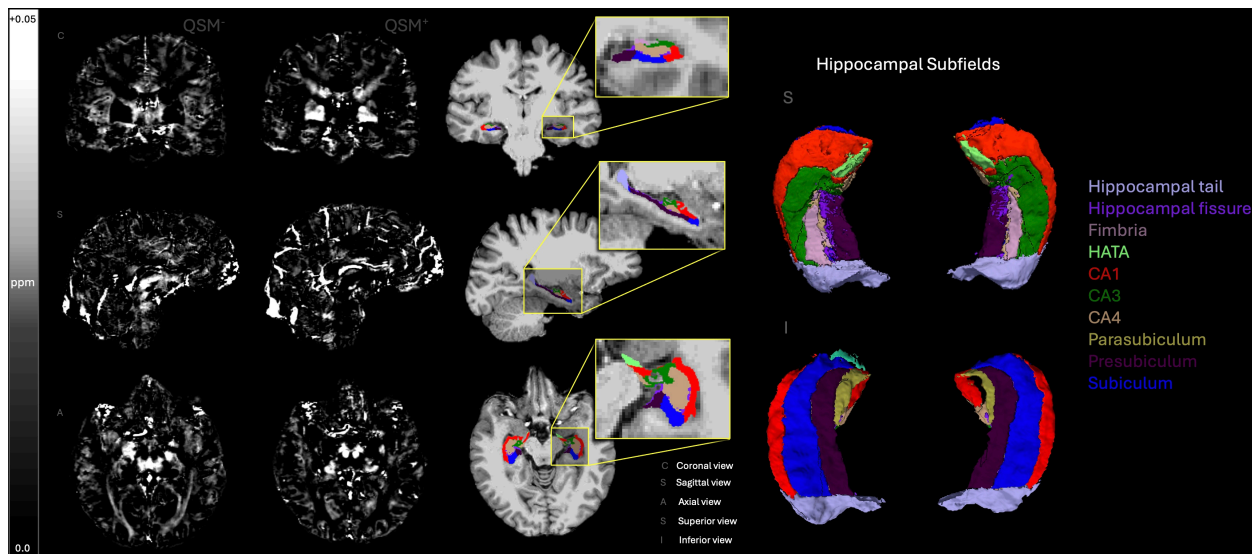 +0.05
QSM-
QSM+
C
S
A
ppm
0.0
C Coronal view
S Sagittal view
A Axial view
S Superior view
I Inferior view
Hippocampal Subfields
S
I
Hippocampal tail
Hippocampal fissure
Fimbria
HATA
CA1
CA3
CA4
Parasubiculum
Presubiculum
Subiculum